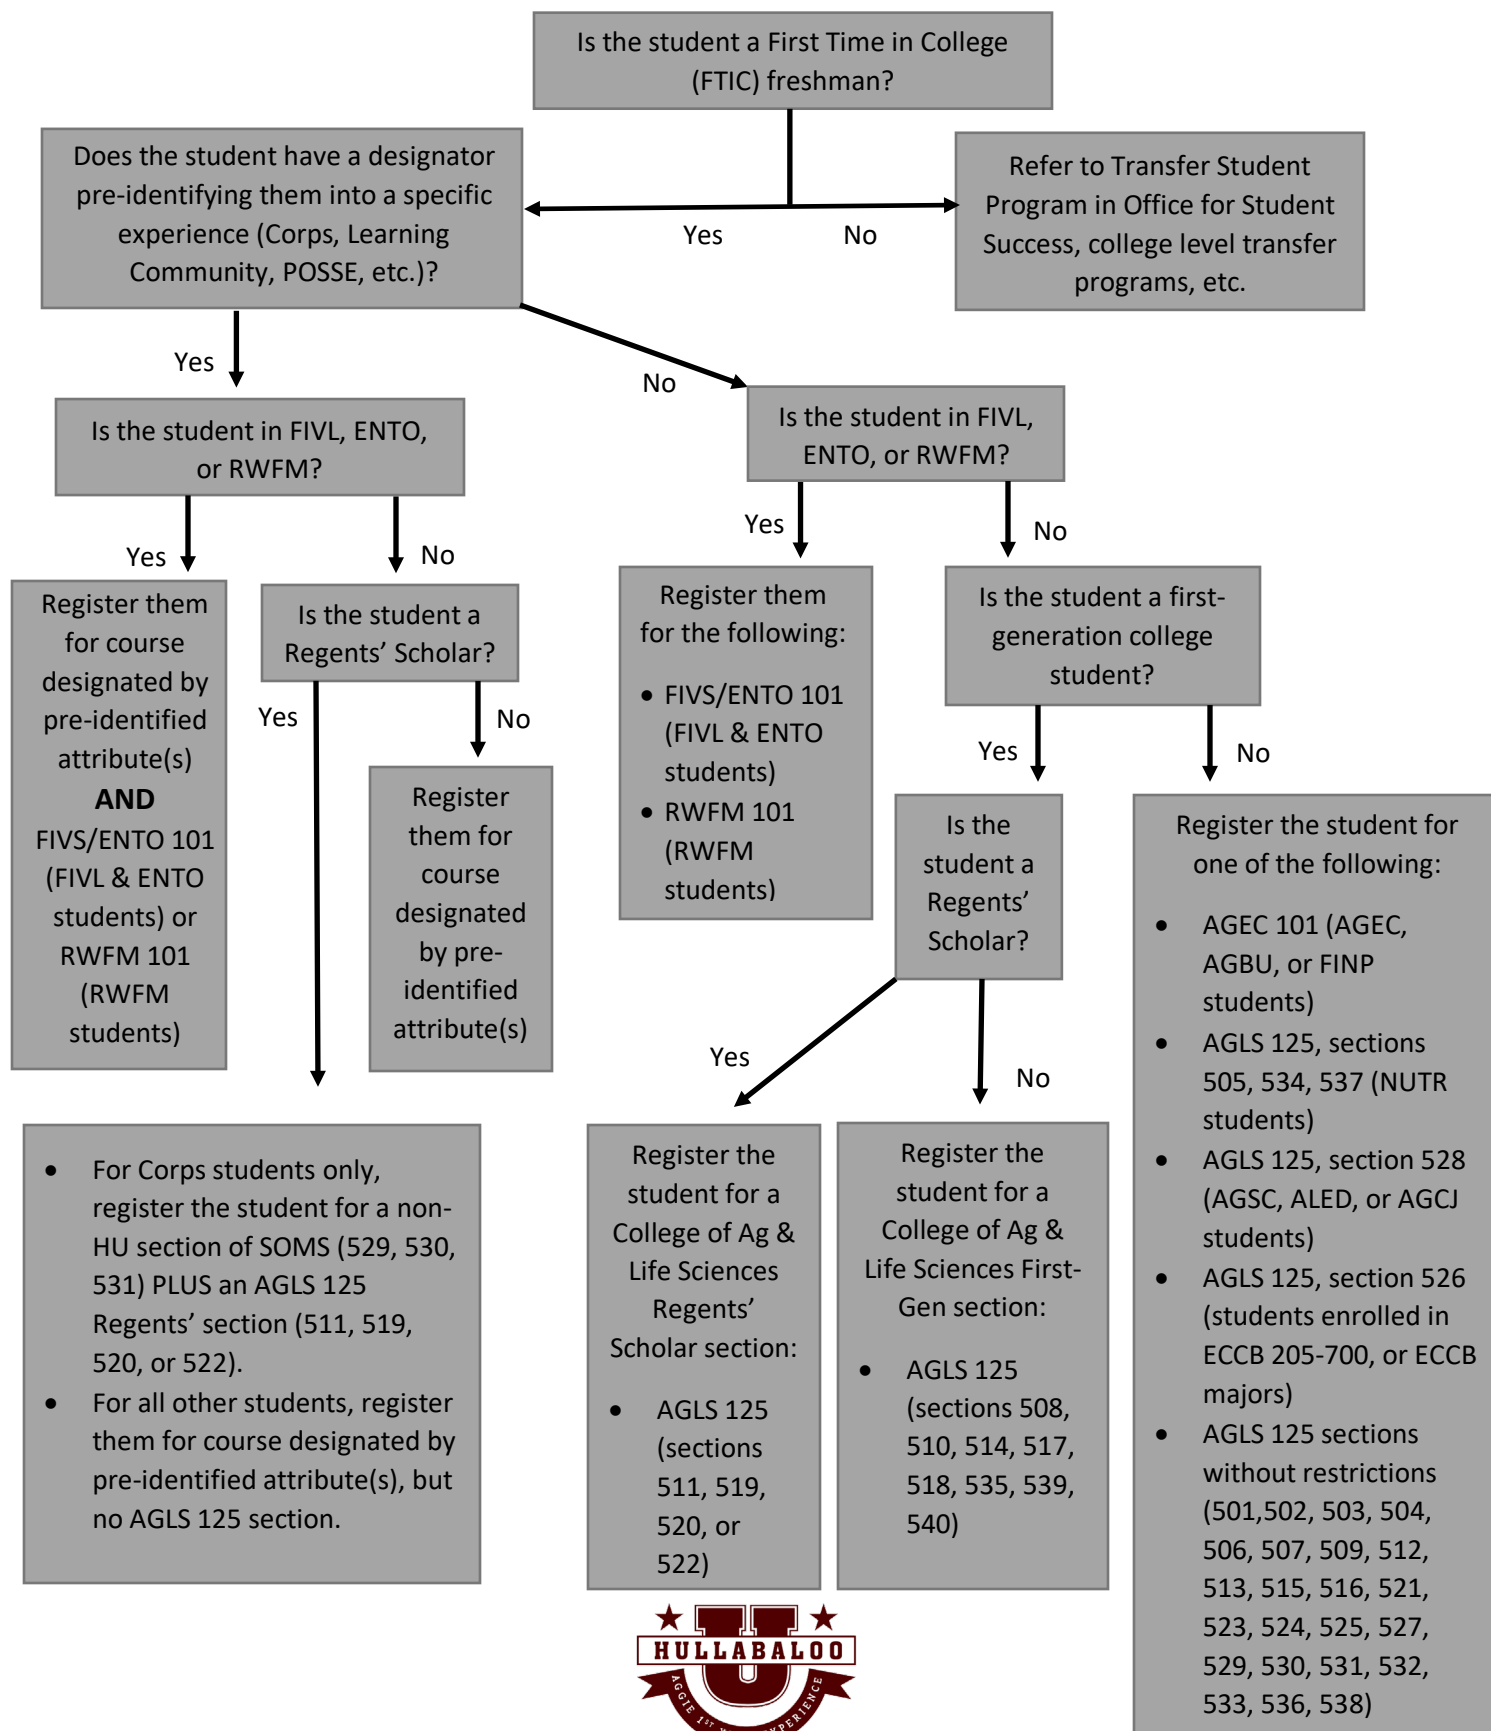 Is the student a First Time in College
(FTIC) freshman?
Does the student have a designator
pre-identifying them into a specific
experience (Corps, Learning
Community, POSSE, etc.)?
Yes
No
Refer to Transfer Student
Program in Office for Student
Success, college level transfer
programs, etc.
Yes
No
Is the student in FIVL, ENTO,
or RWFM?
Is the student in FIVL,
ENTO, or RWFM?
Yes
No
Yes
No
Register them
for course
designated by
pre-identified
attribute(s)
AND
FIVS/ENTO 101
(FIVL & ENTO
students) or
RWFM 101
(RWFM
students)
Is the student a
Regents’ Scholar?
Yes
No
Register
them for
course
designated
by pre-
identified
attribute(s)
Register them
for the following:
• FIVS/ENTO 101
(FIVL & ENTO
students)
• RWFM 101
(RWFM
students)
Is the student a first-
generation college
student?
Yes
No
Is the
student a
Regents’
Scholar?
Yes
No
Register the student for
one of the following:
• AGEC 101 (AGEC,
AGBU, or FINP
students)
• AGLS 125, sections
505, 534, 537 (NUTR
students)
• AGLS 125, section 528
(AGSC, ALED, or AGCJ
students)
• AGLS 125, section 526
(students enrolled in
ECCB 205-700, or ECCB
majors)
• AGLS 125 sections
without restrictions
(501,502, 503, 504,
506, 507, 509, 512,
513, 515, 516, 521,
523, 524, 525, 527,
529, 530, 531, 532,
533, 536, 538)
• For Corps students only,
register the student for a non-
HU section of SOMS (529, 530,
531) PLUS an AGLS 125
Regents’ section (511, 519,
520, or 522).
• For all other students, register
them for course designated by
pre-identified attribute(s), but
no AGLS 125 section.
Register the
student for a
College of Ag &
Life Sciences
Regents’
Scholar section:
• AGLS 125
(sections
511, 519,
520, or
522)
Register the
student for a
College of Ag &
Life Sciences First-
Gen section:
• AGLS 125
(sections 508,
510, 514, 517,
518, 535, 539,
540)
U
HULLABALOO
AGGIE 1ST